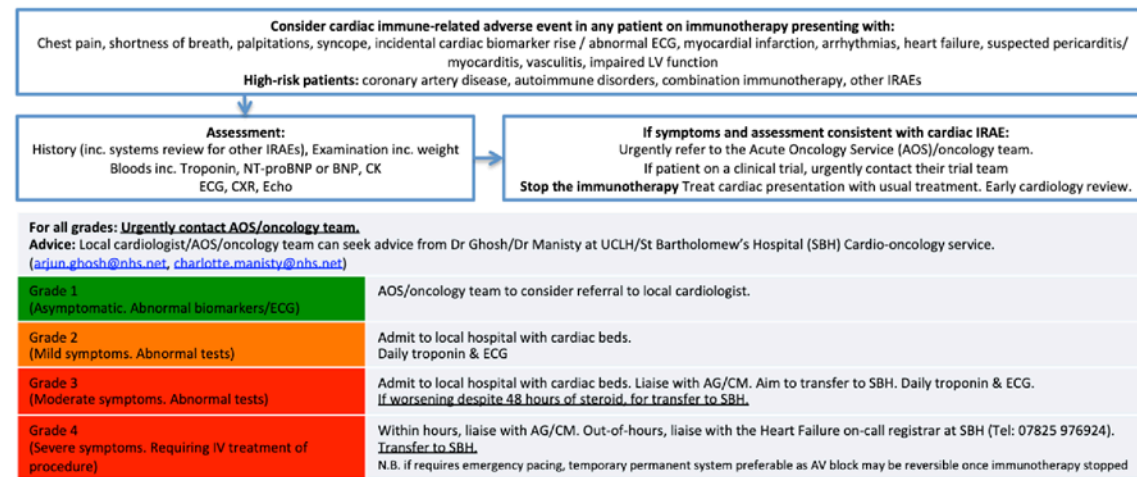 Consider cardiac immune-related adverse event in any patient on immunotherapy presenting with:
Chest pain, shortness of breath, palpitations, syncope, incidental cardiac biomarker rise / abnormal ECG, myocardial infarction, arrhythmias, heart failure, suspected pericarditis/
myocarditis, vasculitis, impaired LV function
High-risk patients: coronary artery disease, autoimmune disorders, combination immunotherapy, other IRAEs
Assessment:
History (inc. systems review for other IRAEs), Examination inc. weight
Bloods inc. Troponin, NT-proBNP or BNP, CK
ECG, CXR, Echo
If symptoms and assessment consistent with cardiac IRAE:
Urgently refer to the Acute Oncology Service (AOS)/oncology team.
If patient on a clinical trial, urgently contact their trial team
Stop the immunotherapy Treat cardiac presentation with usual treatment. Early cardiology review.
For all grades: Urgently contact AOS/oncology team.
Advice: Local cardiologist/AOS/oncology team can seek advice from Dr Ghosh/Dr Manisty at UCLH/St Bartholomew's Hospital (SBH) Cardio-oncology service.
(arjun.ghosh@nhs.net, charlotte.manisty@nhs.net)
Grade 1
(Asymptomatic. Abnormal biomarkers/ECG)
AOS/oncology team to consider referral to local cardiologist.
Grade 2
(Mild symptoms. Abnormal tests)
Admit to local hospital with cardiac beds.
Daily troponin & ECG
Grade 3
(Moderate symptoms. Abnormal tests)
Admit to local hospital with cardiac beds. Liaise with AG/CM. Aim to transfer to SBH. Daily troponin & ECG.
If worsening despite 48 hours of steroid, for transfer to SBH.
Grade 4
(Severe symptoms. Requiring IV treatment of
procedure)
Within hours, liaise with AG/CM. Out-of-hours, liaise with the Heart Failure on-call registrar at SBH (Tel: 07825 976924).
Transfer to SBH.
N.B. if requires emergency pacing, temporary permanent system preferable as AV block may be reversible once immunotherapy stopped